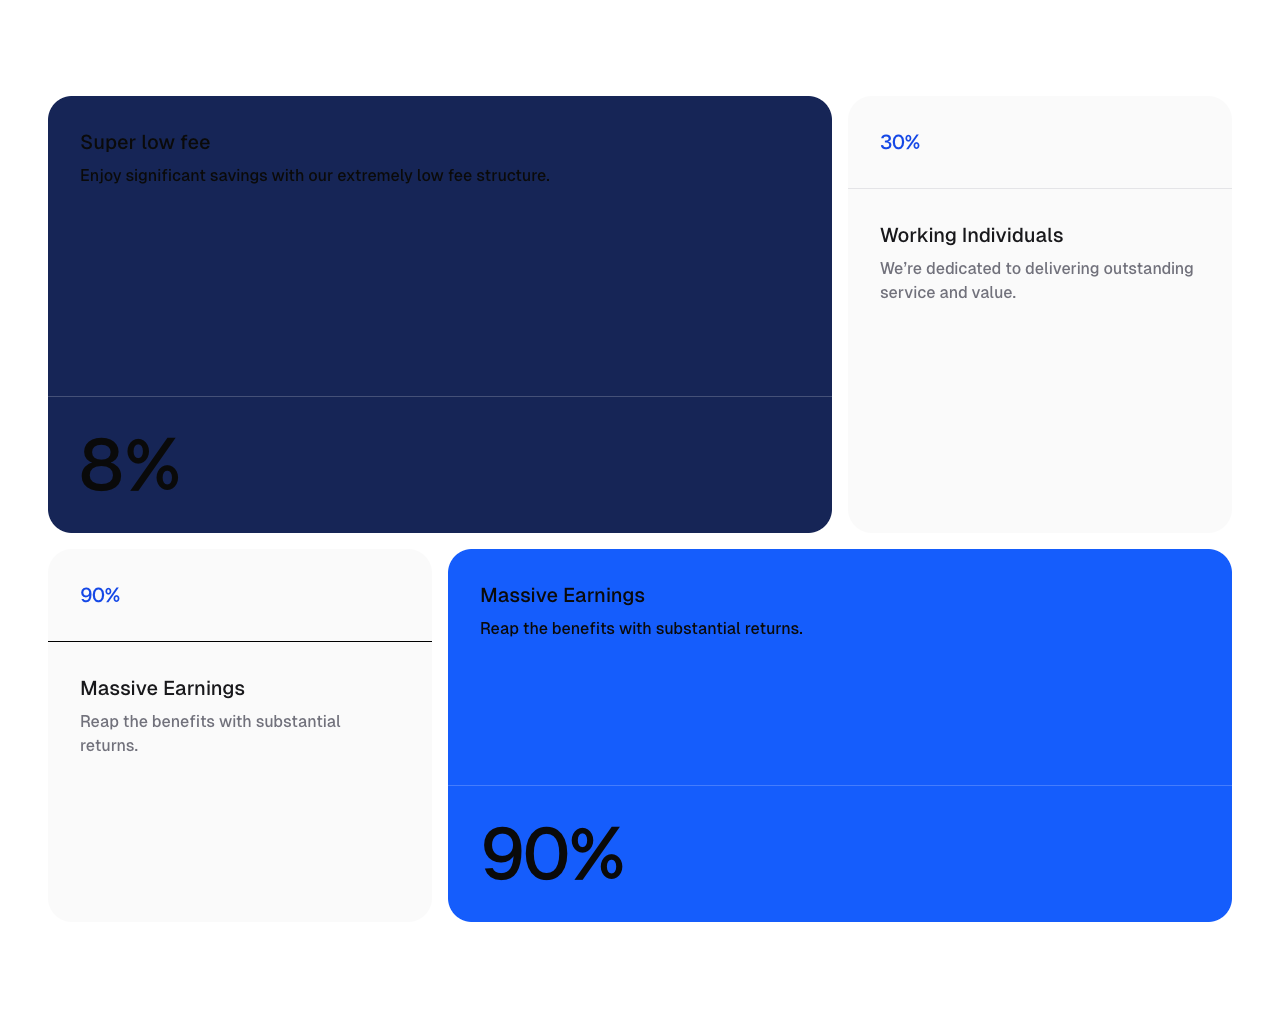 Super low fee
Enjoy significant savings with our extremely low fee structure.
8%
30%
Working Individuals
We’re dedicated to delivering outstanding
service and value.
90%
Massive Earnings
Reap the benefits with substantial
returns.
Massive Earnings
Reap the benefits with substantial returns.
90%